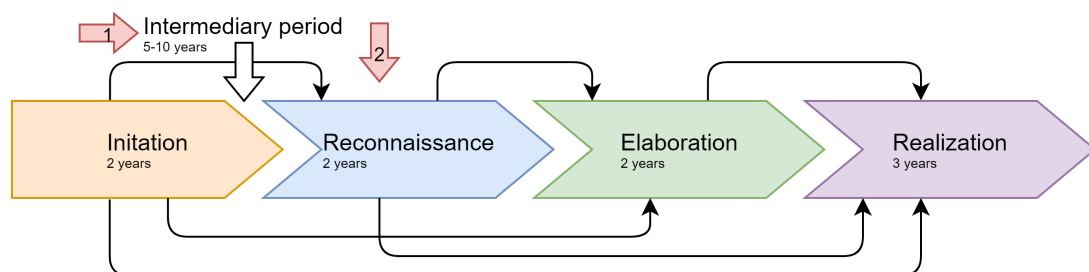 1
Intermediary period
5-10 years
2
Initation
2 years
Reconnaissance
2 years
Elaboration
2 years
Realization
3 years